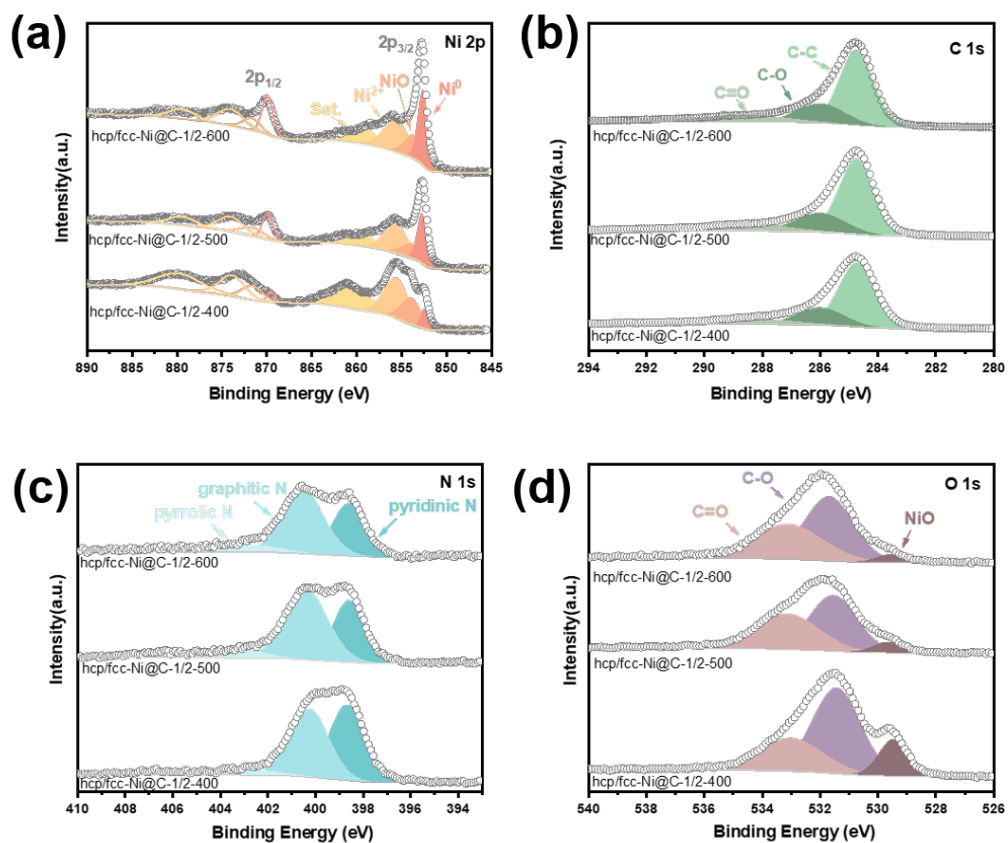 (a)
Ni 2p
2p3/2
2p1/2
Sat.
Ni2+
NiO
Ni0
hcp/fcc-Ni@C-1/2-600
hcp/fcc-Ni@C-1/2-500
hcp/fcc-Ni@C-1/2-400
Intensity(a.u.)
890 885 880 875 870 865 860 855 850 845
Binding Energy (eV)
(b)
C 1s
C-C
C-O
C=O
hcp/fcc-Ni@C-1/2-600
hcp/fcc-Ni@C-1/2-500
hcp/fcc-Ni@C-1/2-400
Intensity(a.u.)
294 292 290 288 286 284 282 280
Binding Energy (eV)
(c)
N 1s
graphitic N
pyrrolic N
pyridinic N
hcp/fcc-Ni@C-1/2-600
hcp/fcc-Ni@C-1/2-500
hcp/fcc-Ni@C-1/2-400
Intensity(a.u.)
410 408 406 404 402 400 398 396 394
Binding Energy (eV)
(d)
O 1s
C-O
C=O
NiO
hcp/fcc-Ni@C-1/2-600
hcp/fcc-Ni@C-1/2-500
hcp/fcc-Ni@C-1/2-400
Intensity(a.u.)
540 538 536 534 532 530 528 526
Binding Energy (eV)